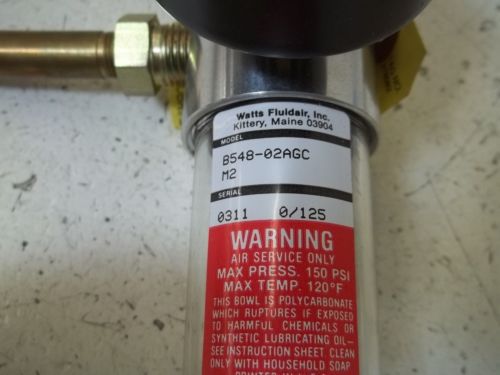 Watts Fluidair, Inc.
Kittery, Maine 03904
MODEL
B548-02AGC
M2
SERIAL
0311 0/125
WARNING
AIR SERVICE ONLY
MAX PRESS. 150 PSI
MAX TEMP. 120°F
THIS BOWL IS POLYCARBONATE
WHICH RUPTURES IF EXPOSED
TO HARMFUL CHEMICALS OR
SYNTHETIC LUBRICATING OIL—
SEE INSTRUCTION SHEET CLEAN
ONLY WITH HOUSEHOLD SOAP